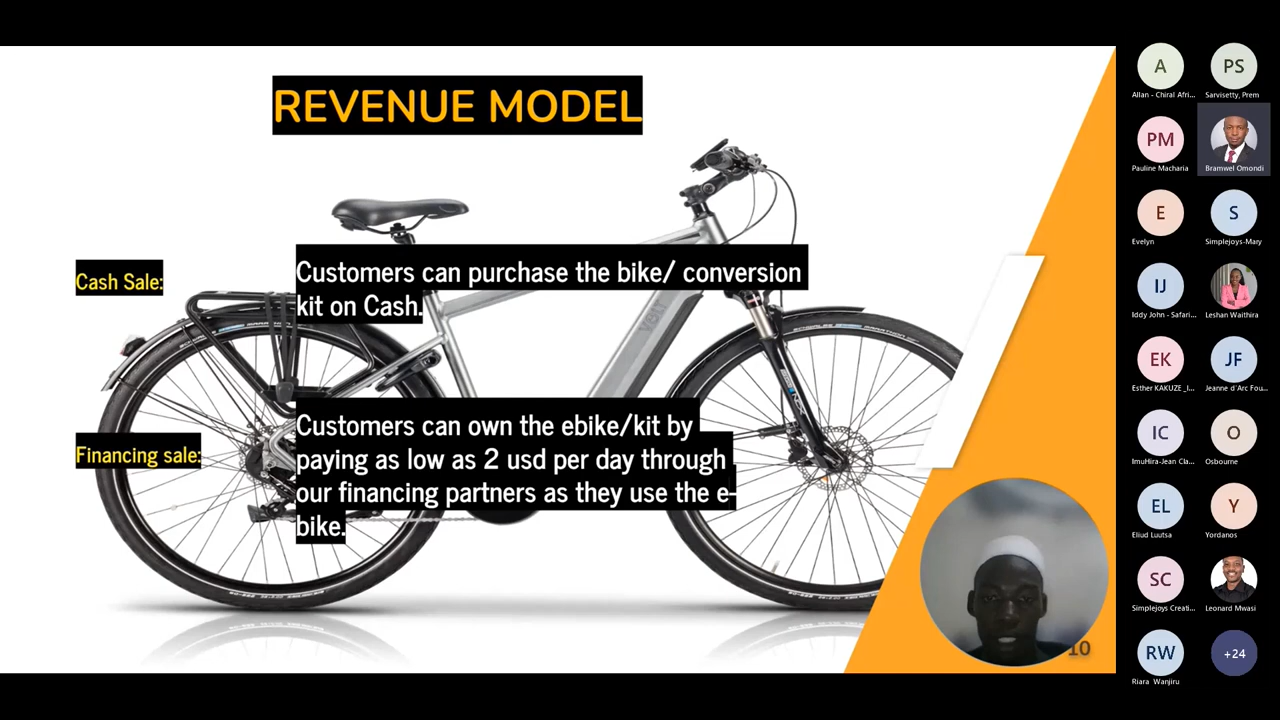 REVENUE MODEL
Cash Sale:
Customers can purchase the bike/ conversion
kit on Cash.
Financing sale:
Customers can own the ebike/kit by
paying as low as 2 usd per day through
our financing partners as they use the e-
bike.
10
A
Allan - Chiral Afri...
PS
Sarvisetty, Prem
PM
Pauline Macharia
Bramwel Omondi
E
Evelyn
S
Simplejoys-Mary
IJ
Iddy John - Safari...
Leshan Waithira
EK
Esther KAKUZE _I...
JF
Jeanne d'Arc Fou...
IC
ImuHira-Jean Cla...
O
Osbourne
EL
Eliud Luutsa
Y
Yordanos
SC
Simplejoys Creati...
Leonard Mwasi
RW
Riara Wanjiru
+24